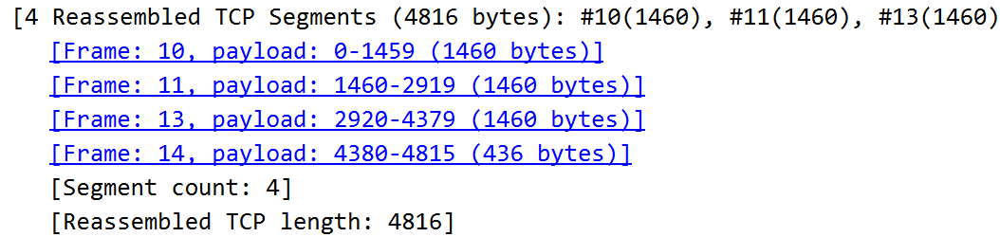 [4 Reassembled TCP Segments (4816 bytes): #10(1460), #11(1460), #13(1460)
[Frame: 10, payload: 0-1459 (1460 bytes)]
[Frame: 11, payload: 1460-2919 (1460 bytes)]
[Frame: 13, payload: 2920-4379 (1460 bytes)]
[Frame: 14, payload: 4380-4815 (436 bytes)]
[Segment count: 4]
[Reassembled TCP length: 4816]